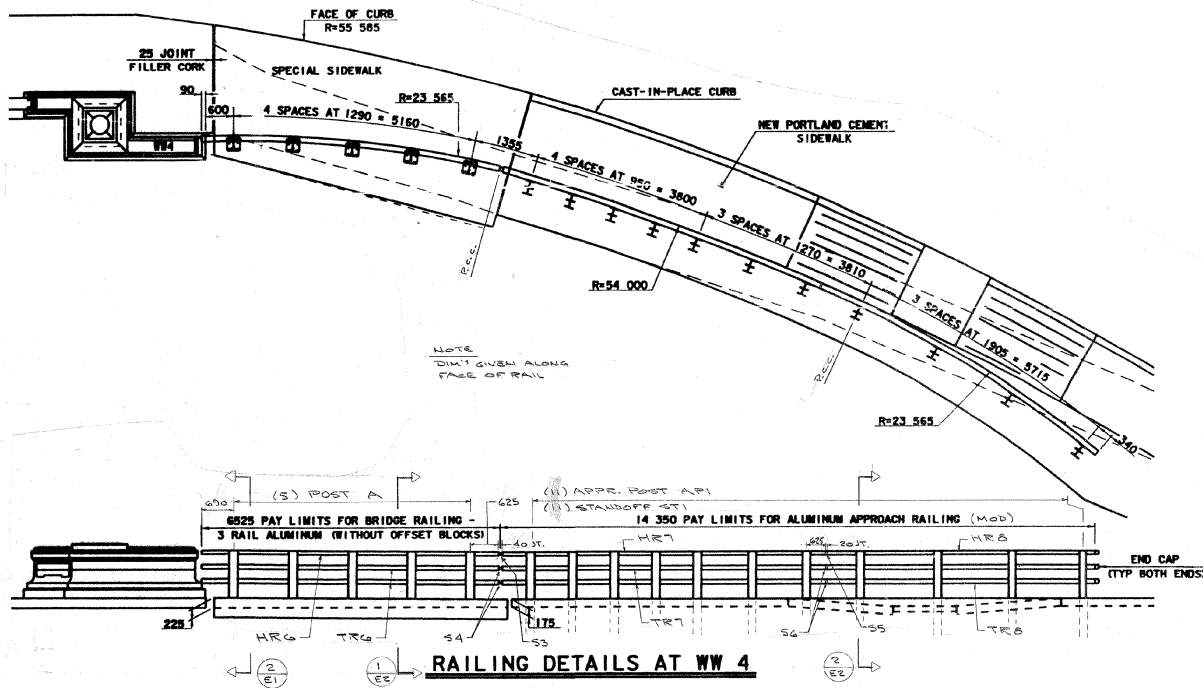 FACE OF CURB
R=55 585
25 JOINT
FILLER CORK
SPECIAL SIDEWALK
90
600
4 SPACES AT 1290 = 5160
R=23 565
CAST-IN-PLACE CURB
NEW PORTLAND CEMENT
SIDEWALK
WW4
1355
4 SPACES AT 950 = 3800
3 SPACES AT 1270 = 3810
P.C.C.
R=54 000
3 SPACES AT 1905 = 5715
P.C.C.
NOTE
DIM'S GIVEN ALONG
FACE OF RAIL
R=23 565
340
690
(5) POST A
625
(11) APPR. POST AP1
(11) STANDOFF ST1
6525 PAY LIMITS FOR BRIDGE RAILING -
3 RAIL ALUMINUM (WITHOUT OFFSET BLOCKS)
14 350 PAY LIMITS FOR ALUMINUM APPROACH RAILING (MOD)
40 JT.
HR7
625
20 JT.
HR8
END CAP
(TYP BOTH ENDS)
225
HR6
TR6
S4
S3
175
TR7
S6
S5
TR8
2
E1
1
E2
RAILING DETAILS AT WW 4
2
E2